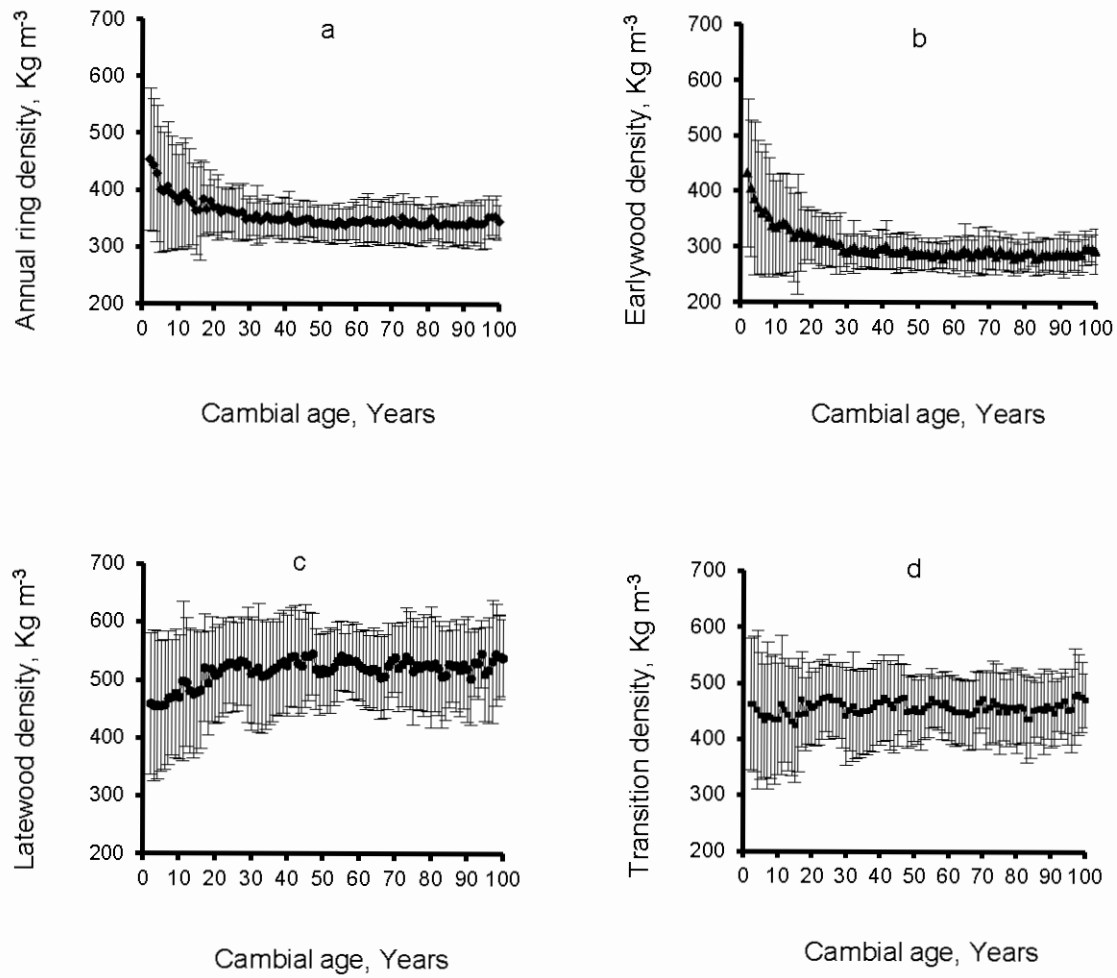 a
Annual ring density, Kg m-3
700
600
500
400
300
200
0 10 20 30 40 50 60 70 80 90 100
Cambial age, Years
b
Earlywood density, Kg m-3
700
600
500
400
300
200
0 10 20 30 40 50 60 70 80 90 100
Cambial age, Years
c
Latewood density, Kg m-3
700
600
500
400
300
200
0 10 20 30 40 50 60 70 80 90 100
Cambial age, Years
d
Transition density, Kg m-3
700
600
500
400
300
200
0 10 20 30 40 50 60 70 80 90 100
Cambial age, Years